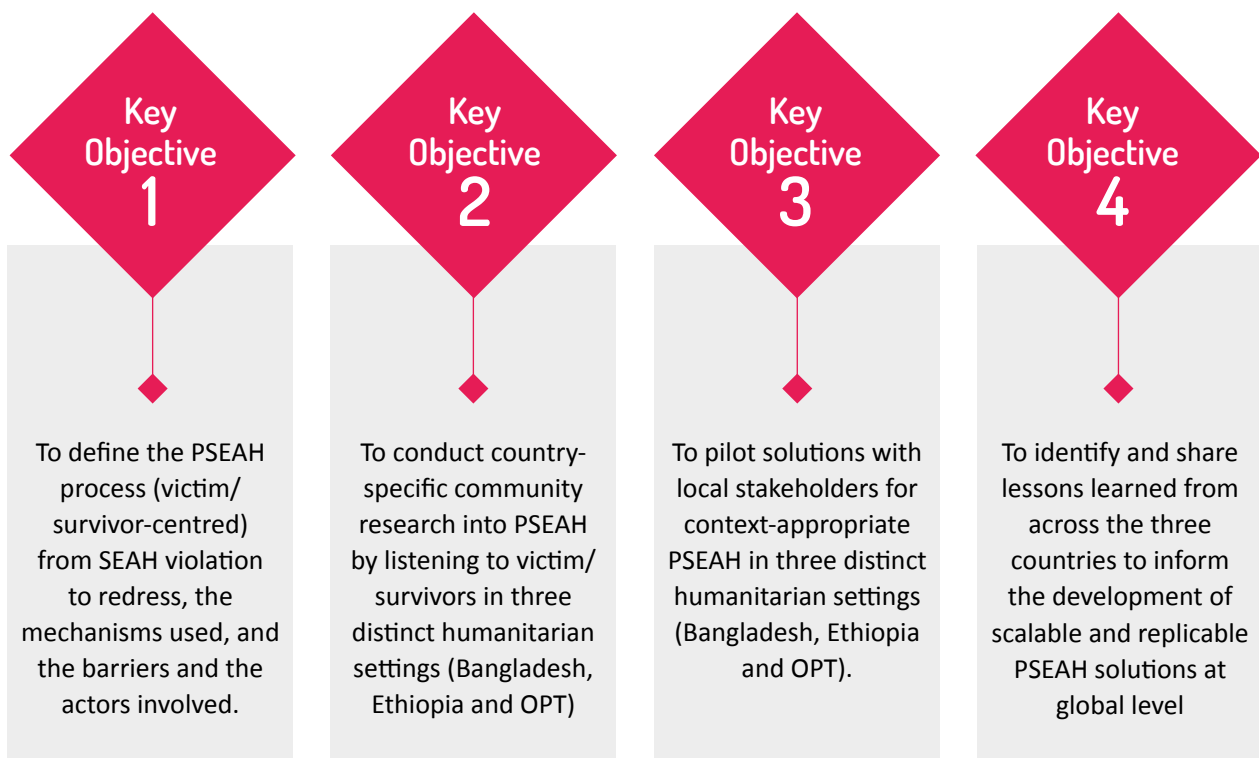 Key
Objective
1
To define the PSEAH
process (victim/
survivor-centred)
from SEAH violation
to redress, the
mechanisms used, and
the barriers and the
actors involved.
Key
Objective
2
To conduct country-
specific community
research into PSEAH
by listening to victim/
survivors in three
distinct humanitarian
settings (Bangladesh,
Ethiopia and OPT)
Key
Objective
3
To pilot solutions with
local stakeholders for
context-appropriate
PSEAH in three distinct
humanitarian settings
(Bangladesh, Ethiopia
and OPT).
Key
Objective
4
To identify and share
lessons learned from
across the three
countries to inform
the development of
scalable and replicable
PSEAH solutions at
global level